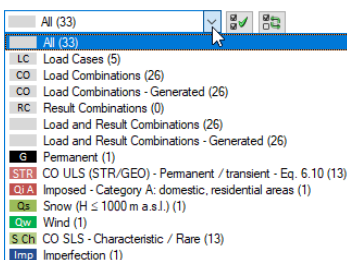 All (33)
All (33)
LC Load Cases (5)
CO Load Combinations (26)
CO Load Combinations - Generated (26)
RC Result Combinations (0)
Load and Result Combinations (26)
Load and Result Combinations - Generated (26)
G Permanent (1)
STR CO ULS (STR/GEO) - Permanent / transient - Eq. 6.10 (13)
Qi A Imposed - Category A: domestic, residential areas (1)
Qs Snow (H ≤ 1000 m a.s.l.) (1)
Qw Wind (1)
S Ch CO SLS - Characteristic / Rare (13)
Imp Imperfection (1)